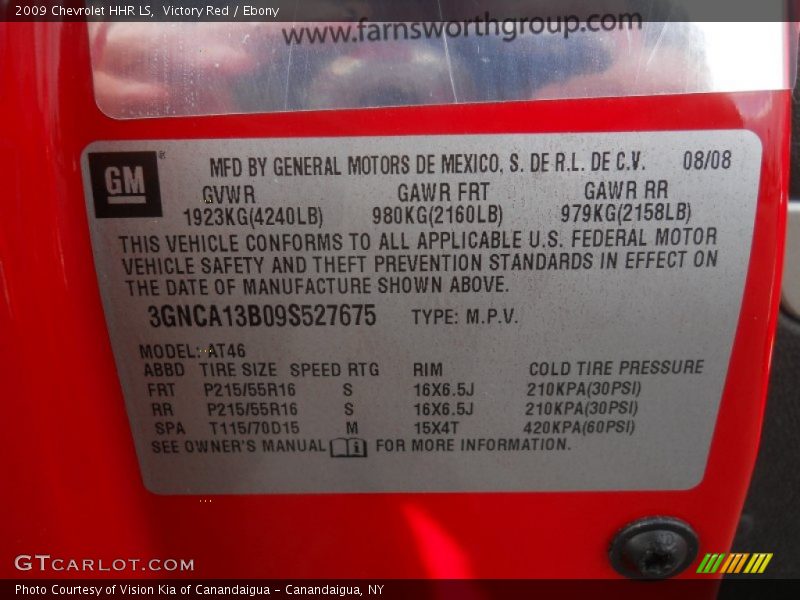 2009 Chevrolet HHR LS, Victory Red / Ebony
www.farnsworthgroup.com
GM ® MFD BY GENERAL MOTORS DE MEXICO, S. DE R.L. DE C.V. 08/08
GVWR GAWR FRT GAWR RR
1923KG(4240LB) 980KG(2160LB) 979KG(2158LB)
THIS VEHICLE CONFORMS TO ALL APPLICABLE U.S. FEDERAL MOTOR
VEHICLE SAFETY AND THEFT PREVENTION STANDARDS IN EFFECT ON
THE DATE OF MANUFACTURE SHOWN ABOVE.
3GNCA13B09S527675 TYPE: M.P.V.
MODEL: AT46
ABBD TIRE SIZE SPEED RTG RIM COLD TIRE PRESSURE
FRT P215/55R16 S 16X6.5J 210KPA(30PSI)
RR P215/55R16 S 16X6.5J 210KPA(30PSI)
SPA T115/70D15 M 15X4T 420KPA(60PSI)
SEE OWNER'S MANUAL i FOR MORE INFORMATION.
GTCARLOT.COM
Photo Courtesy of Vision Kia of Canandaigua - Canandaigua, NY